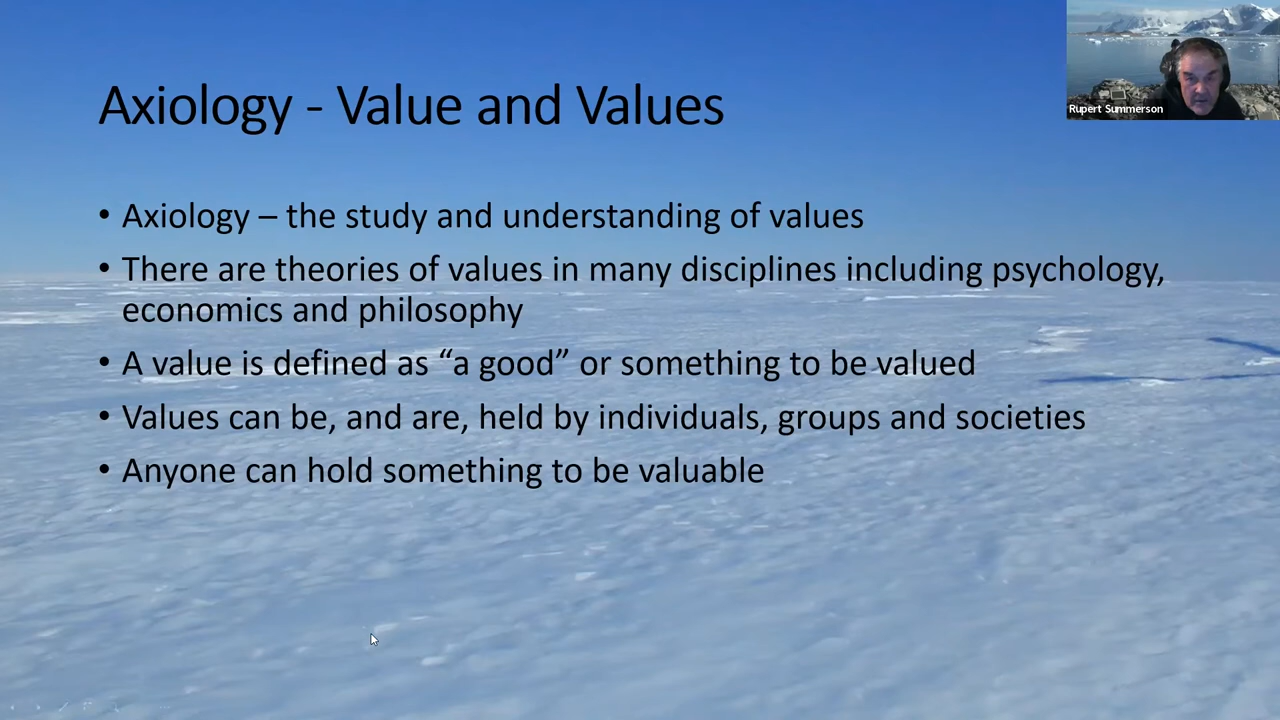 Axiology - Value and Values
Rupert Summerson
• Axiology – the study and understanding of values
• There are theories of values in many disciplines including psychology,
economics and philosophy
• A value is defined as “a good” or something to be valued
• Values can be, and are, held by individuals, groups and societies
• Anyone can hold something to be valuable